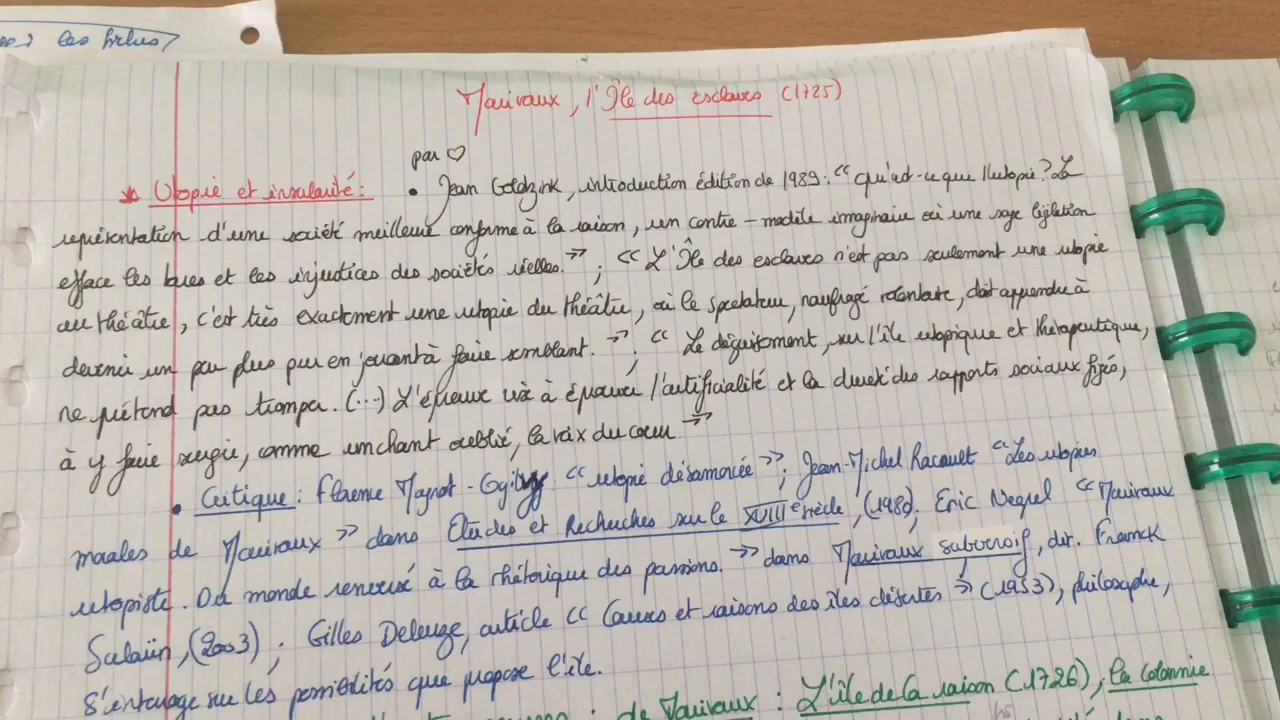 les fiches
Marivaux, l'Île des esclaves (1725)
par ♡
* Utopie et insularité : • Jean Goldzink, introduction édition de 1989 : « qu'est-ce que l'utopie ? La
représentation d'une société meilleure conforme à la raison, un contre-modèle imaginaire où une sage législation
efface les tares et les injustices des sociétés réelles. » ; « L'Île des esclaves n'est pas seulement une utopie
au théâtre, c'est très exactement une utopie du théâtre, où le spectateur, naufragé volontaire, doit apprendre à
devenir un peu plus pur en jouant à faire semblant. » ; « Le déguisement, sur l'île utopique et thérapeutique,
ne prétend pas tromper. (...) L'épreuve vise à éprouver l'artificialité et la dureté des rapports sociaux figés,
à y faire surgir, comme un chant oublié, la voix du cœur »
• Critique : Florence « utopie désamorcée » ; Jean-Michel Racault « Les utopies
morales de Marivaux » dans Etudes et Recherches sur le XVIIIe siècle, (1980). Eric Negrel « Marivaux
utopiste. Du monde renversé à la rhétorique des passions. » dans Marivaux subversif, dir. Franck
Salaün, (2003) ; Gilles Deleuze, article « Causes et raisons des îles désertes » (1953), philosophe,
s'interroge sur les possibilités que propose l'île.
de Marivaux : L'île de la raison (1726), la Colonnie